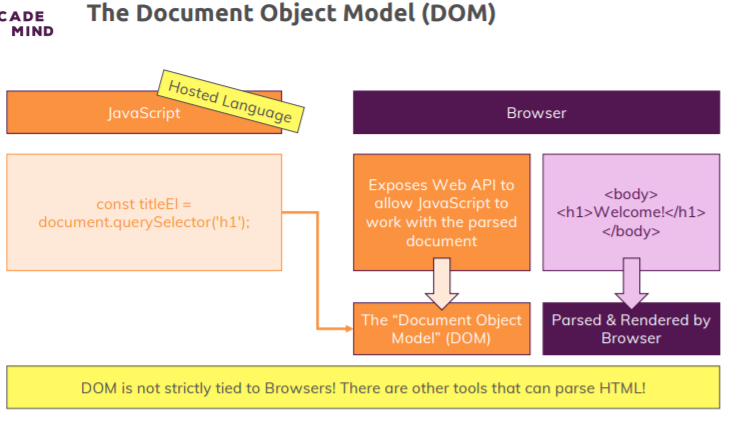 CADE
MIND
The Document Object Model (DOM)
Hosted Language
JavaScript
Browser
const titleEl =
document.querySelector('h1');
Exposes Web API to
allow JavaScript to
work with the parsed
document
<body>
<h1>Welcome!</h1>
</body>
The “Document Object
Model” (DOM)
Parsed & Rendered by
Browser
DOM is not strictly tied to Browsers! There are other tools that can parse HTML!